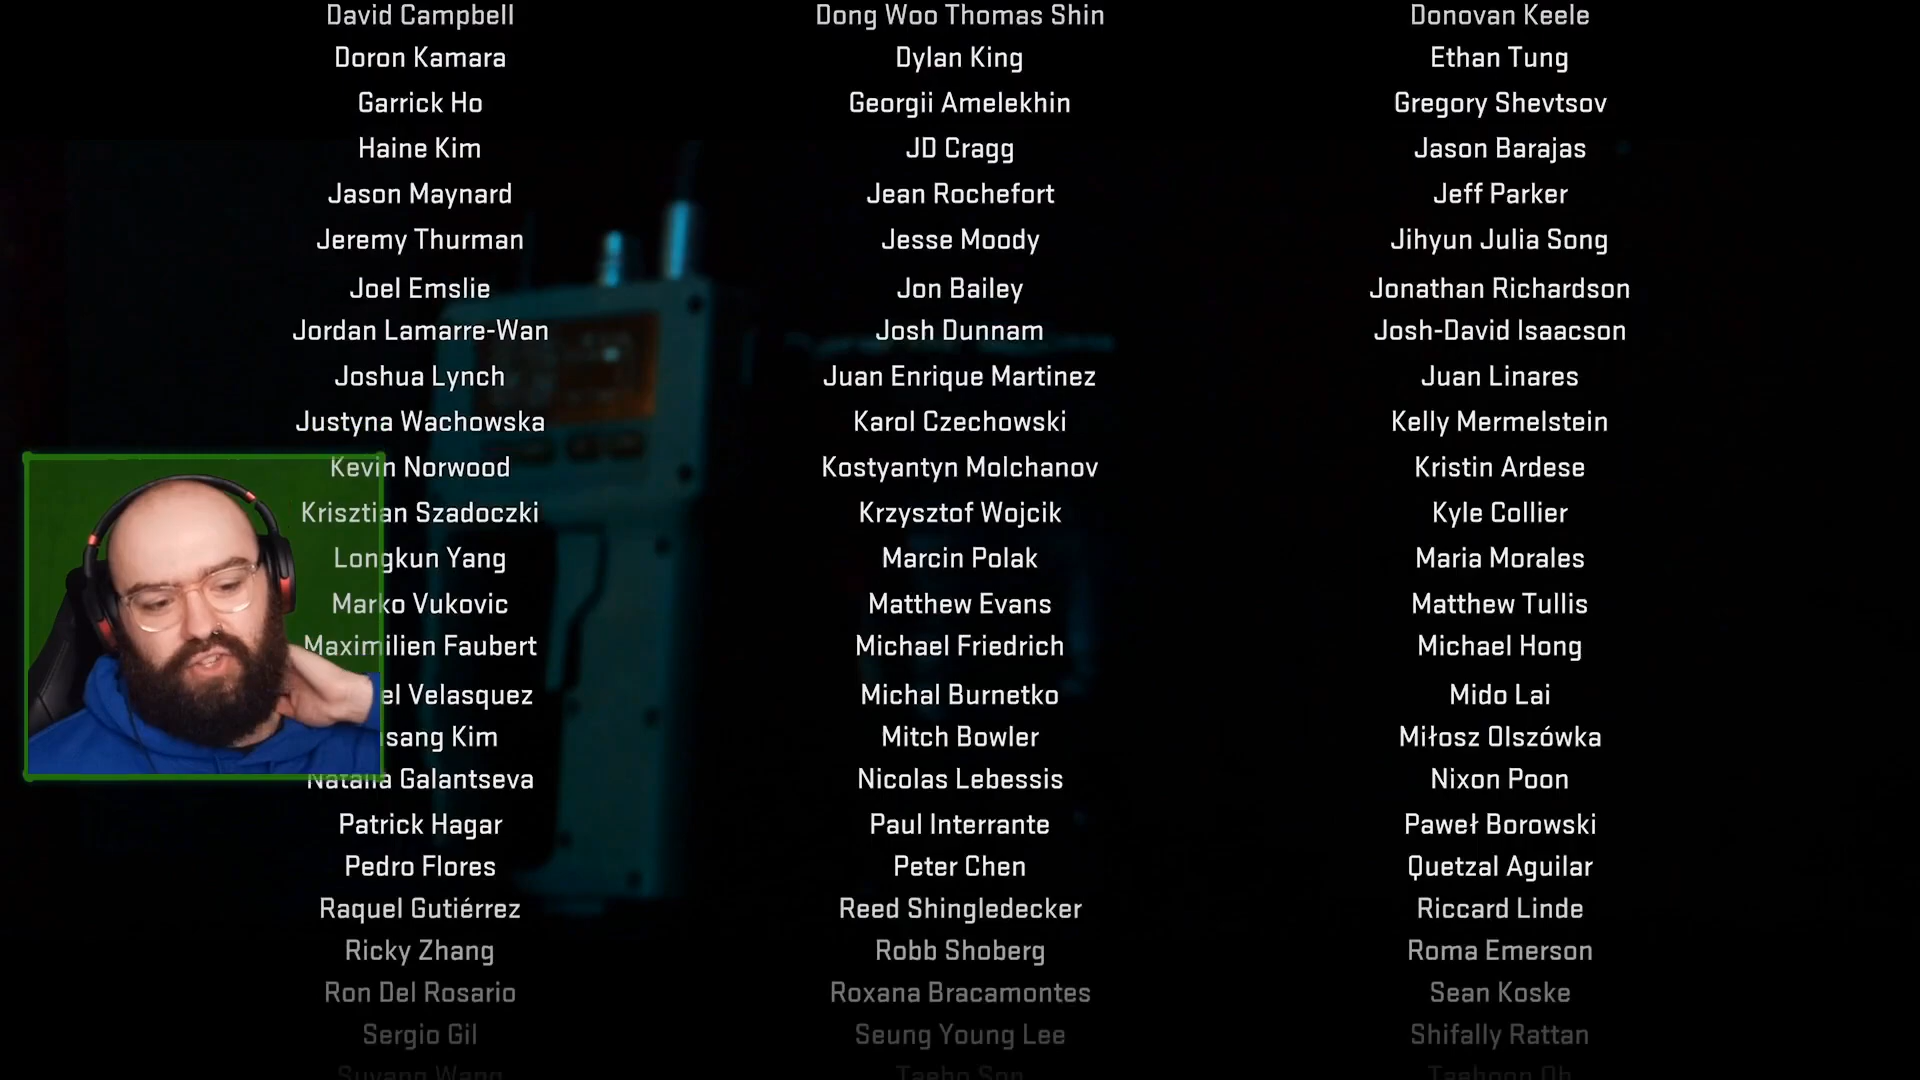 David Campbell Dong Woo Thomas Shin Donovan Keele
Doron Kamara Dylan King Ethan Tung
Garrick Ho Georgii Amelekhin Gregory Shevtsov
Haine Kim JD Cragg Jason Barajas
Jason Maynard Jean Rochefort Jeff Parker
Jeremy Thurman Jesse Moody Jihyun Julia Song
Joel Emslie Jon Bailey Jonathan Richardson
Jordan Lamarre-Wan Josh Dunnam Josh-David Isaacson
Joshua Lynch Juan Enrique Martinez Juan Linares
Justyna Wachowska Karol Czechowski Kelly Mermelstein
Kevin Norwood Kostyantyn Molchanov Kristin Ardese
Krisztian Szadoczki Krzysztof Wojcik Kyle Collier
Longkun Yang Marcin Polak Maria Morales
Marko Vukovic Matthew Evans Matthew Tullis
Maximilien Faubert Michael Friedrich Michael Hong
Velasquez Michal Burnetko Mido Lai
Kim Mitch Bowler Miłosz Olszówka
Natalia Galantseva Nicolas Lebessis Nixon Poon
Patrick Hagar Paul Interrante Paweł Borowski
Pedro Flores Peter Chen Quetzal Aguilar
Raquel Gutiérrez Reed Shingledecker Riccard Linde
Ricky Zhang Robb Shoberg Roma Emerson
Ron Del Rosario Roxana Bracamontes Sean Koske
Sergio Gil Seung Young Lee Shifally Rattan